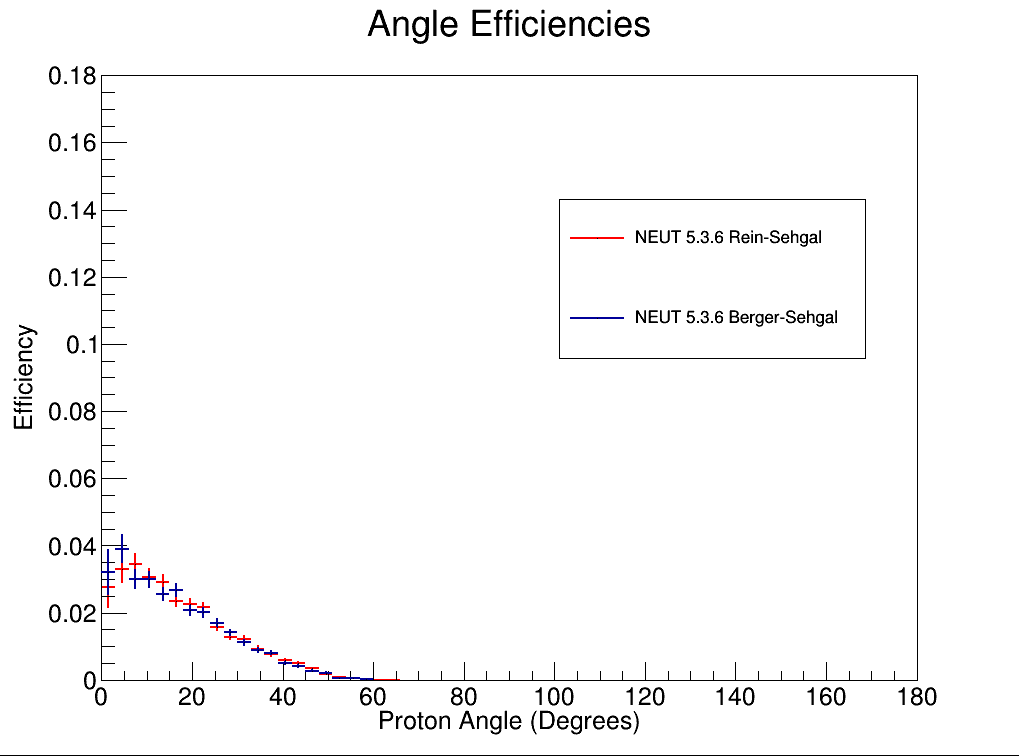 Angle Efficiencies
0.18
0.16
0.14
0.12
0.1
0.08
0.06
0.04
0.02
0
Efficiency
NEUT 5.3.6 Rein-Sehgal
NEUT 5.3.6 Berger-Sehgal
0 20 40 60 80 100 120 140 160 180
Proton Angle (Degrees)